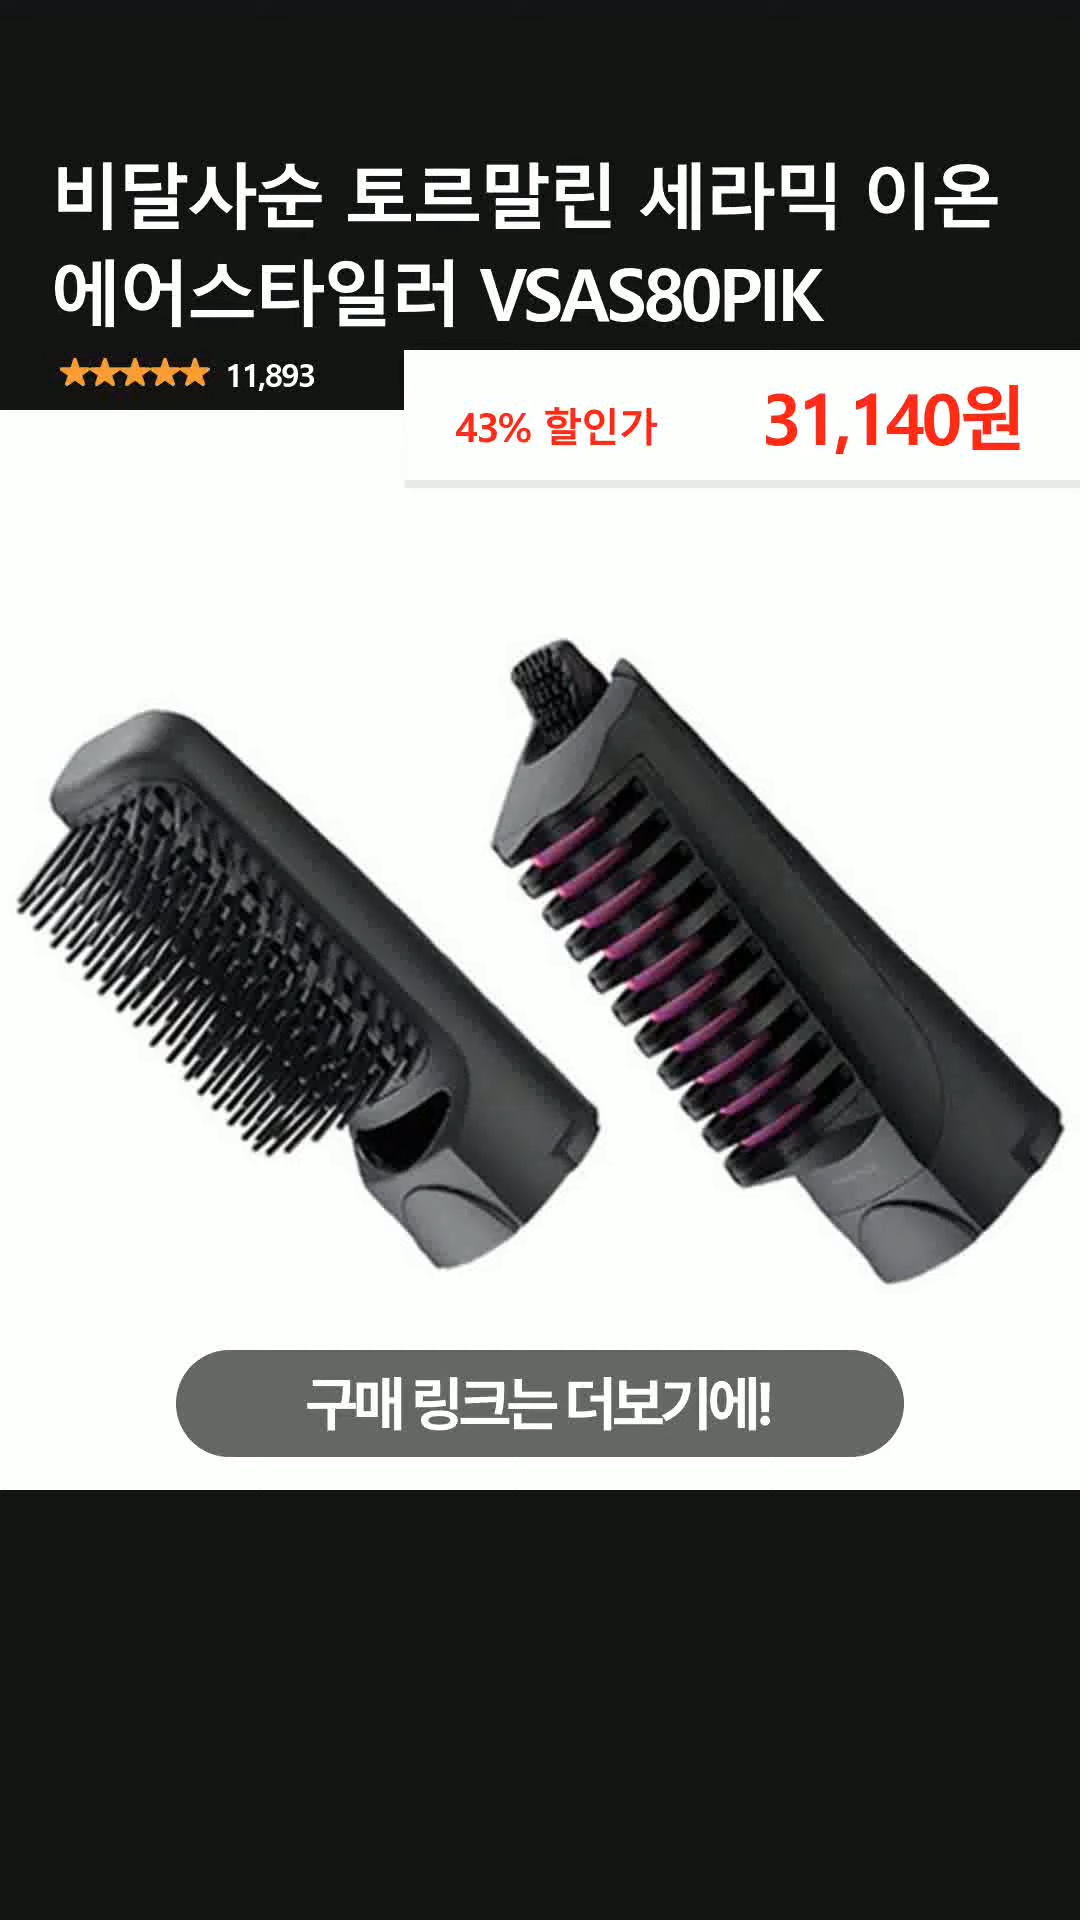 비달사순 토르말린 세라믹 이온
에어스타일러 VSAS80PIK
11,893
43% 할인가
31,140원
구매 링크는 더보기에!